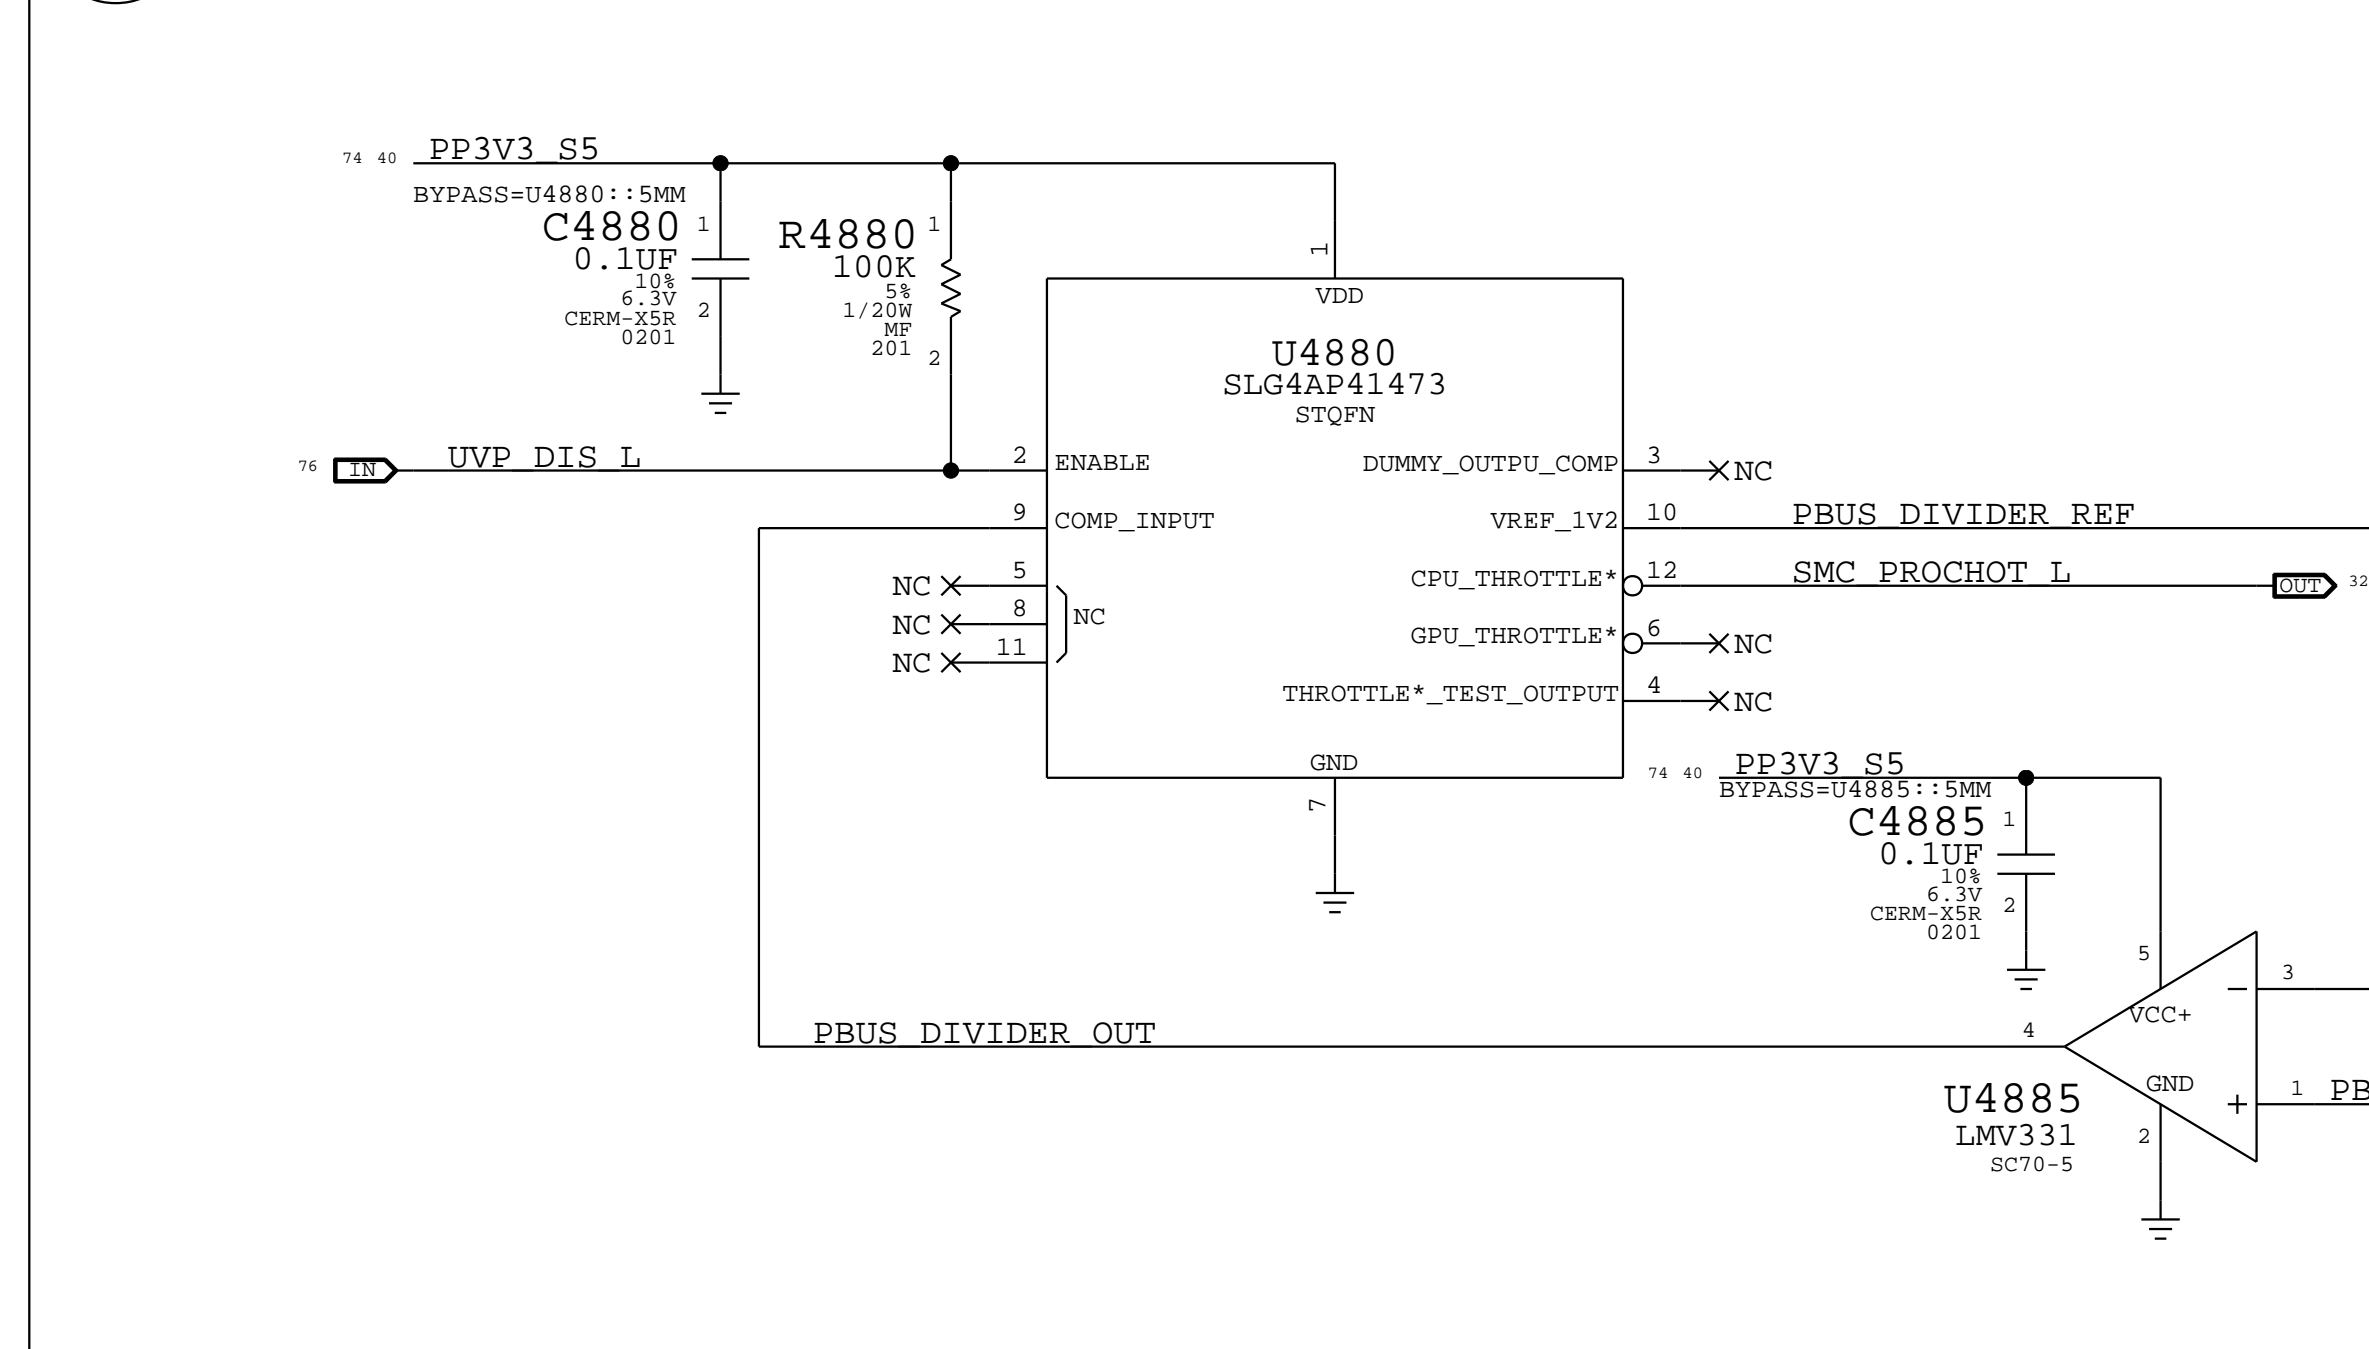 74 40 PP3V3_S5
BYPASS=U4880::5MM
C4880 1
0.1UF
10%
6.3V
2
CERM-X5R
0201
R4880 1
100K
5%
1/20W
MF
201
2
1
VDD
U4880
SLG4AP41473
STQFN
76 IN UVP_DIS_L
2 ENABLE
DUMMY_OUTPU_COMP 3 NC
9 COMP_INPUT
VREF_1V2 10 PBUS_DIVIDER_REF
NC 5
CPU_THROTTLE* 12 SMC_PROCHOT_L OUT 32
NC 8 NC
GPU_THROTTLE* 6 NC
NC 11
THROTTLE*_TEST_OUTPUT 4 NC
GND
7
74 40 PP3V3_S5
BYPASS=U4885::5MM
C4885 1
0.1UF
10%
6.3V
2
CERM-X5R
0201
5
3
−
VCC+
PBUS_DIVIDER_OUT 4
GND
+
1 PB
U4885
LMV331
2
SC70-5